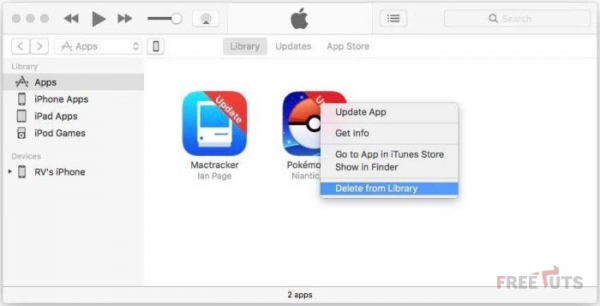 Search
Apps
Library
Updates
App Store
Library
Apps
iPhone Apps
iPad Apps
iPod Games
Devices
RV's iPhone
Update
Mactracker
Ian Page
Pokémo
Niantic,
Update App
Get Info
Go to App in iTunes Store
Show in Finder
Delete from Library
2 apps
FREETUTS